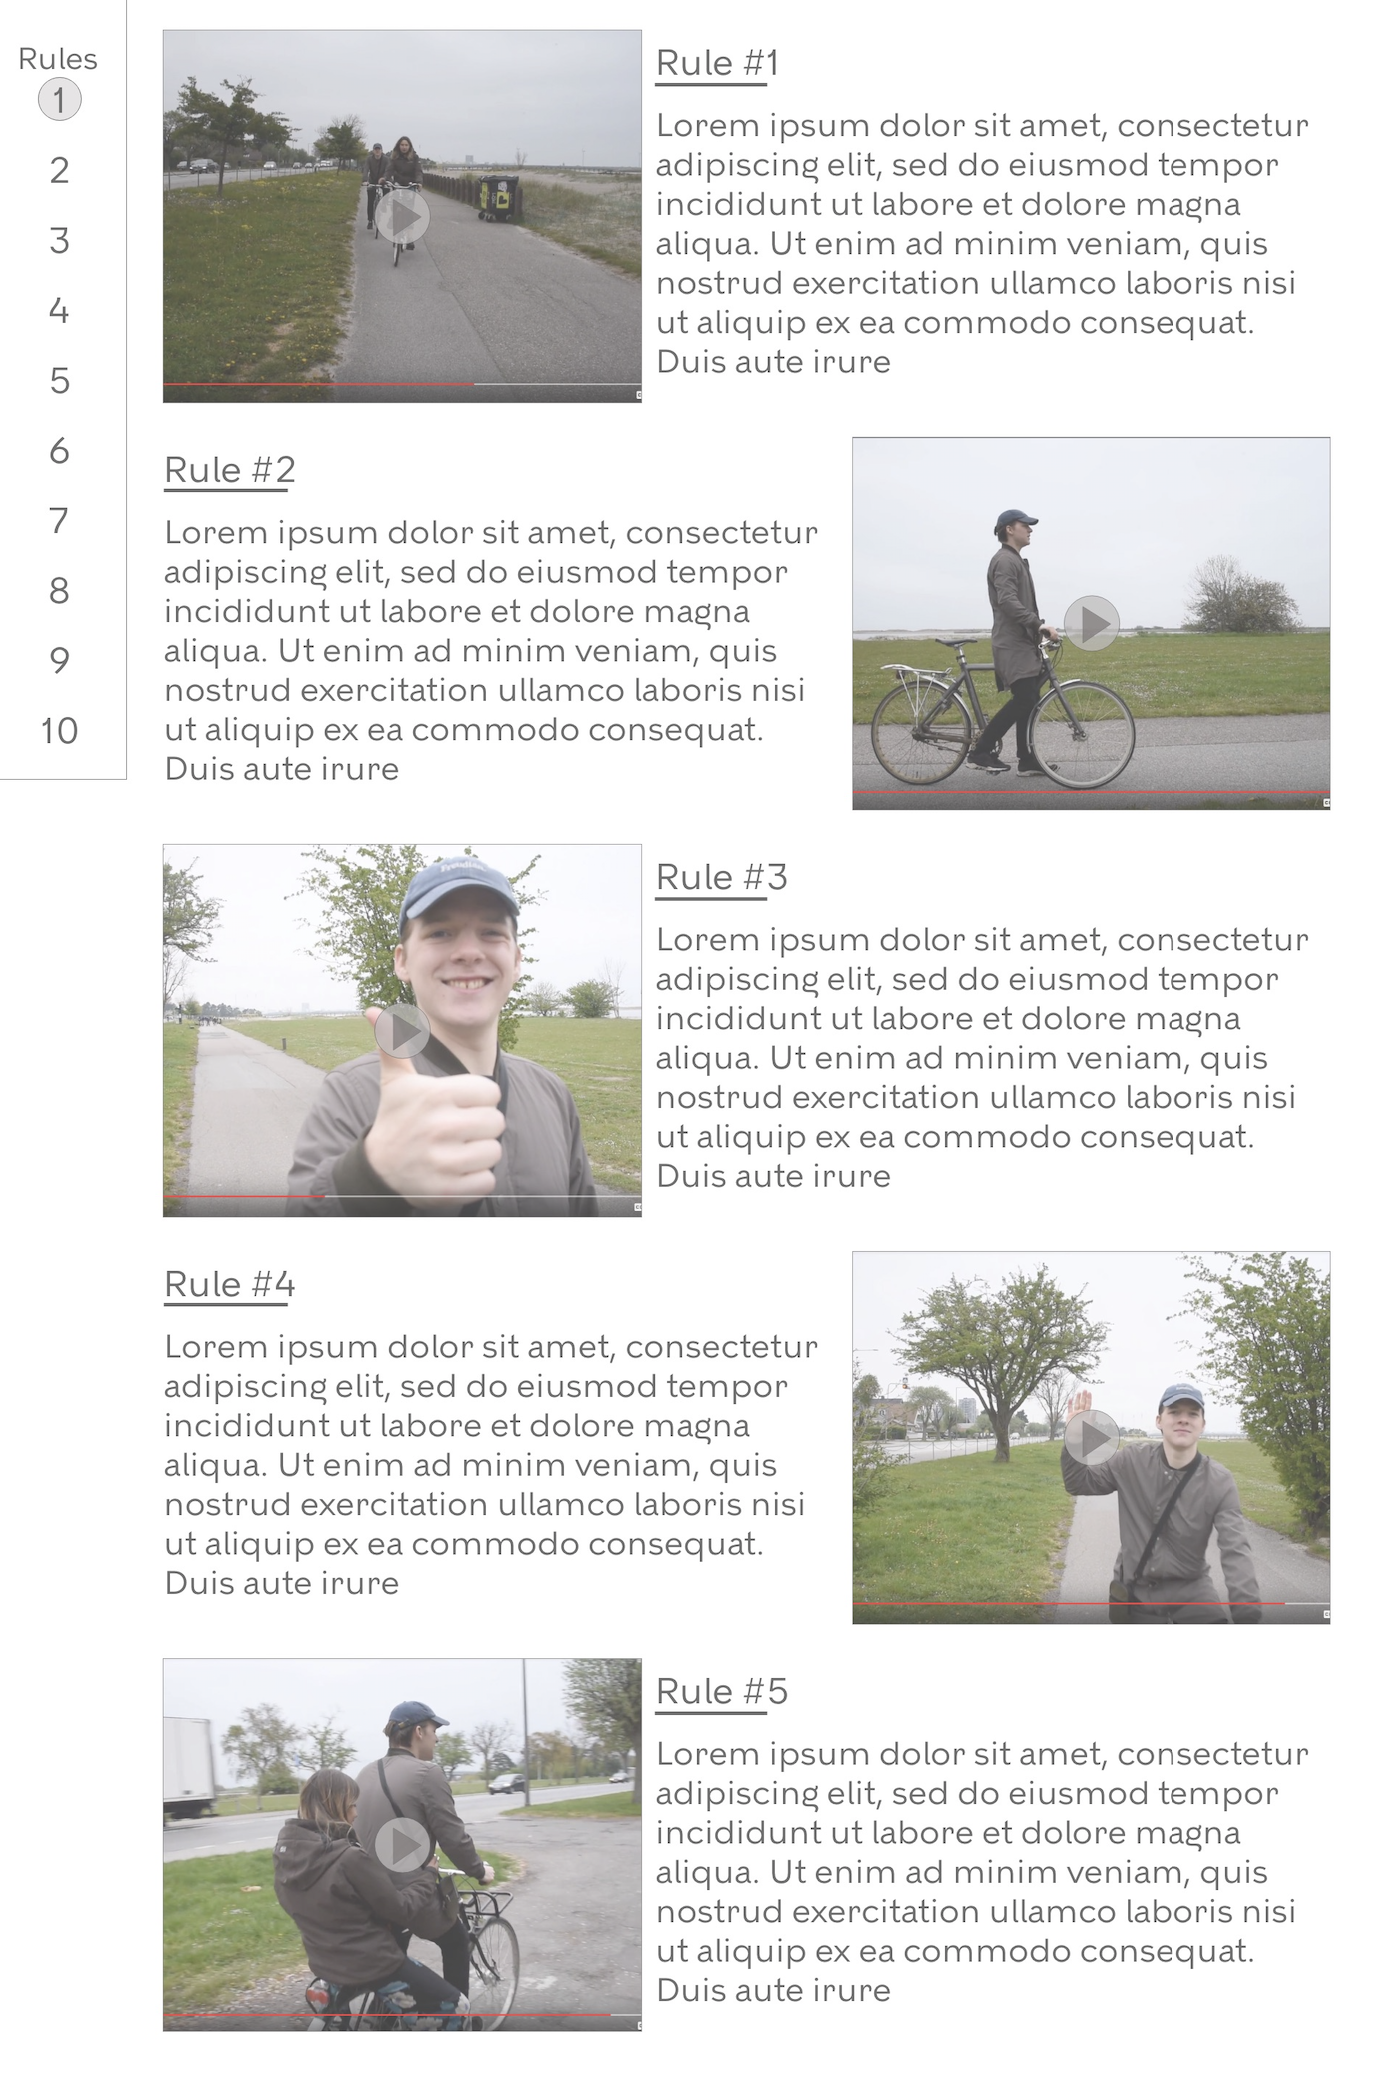 Rules
1
2
3
4
5
6
7
8
9
10
Rule #1
Lorem ipsum dolor sit amet, consectetur
adipiscing elit, sed do eiusmod tempor
incididunt ut labore et dolore magna
aliqua. Ut enim ad minim veniam, quis
nostrud exercitation ullamco laboris nisi
ut aliquip ex ea commodo consequat.
Duis aute irure
Rule #2
Lorem ipsum dolor sit amet, consectetur
adipiscing elit, sed do eiusmod tempor
incididunt ut labore et dolore magna
aliqua. Ut enim ad minim veniam, quis
nostrud exercitation ullamco laboris nisi
ut aliquip ex ea commodo consequat.
Duis aute irure
Rule #3
Lorem ipsum dolor sit amet, consectetur
adipiscing elit, sed do eiusmod tempor
incididunt ut labore et dolore magna
aliqua. Ut enim ad minim veniam, quis
nostrud exercitation ullamco laboris nisi
ut aliquip ex ea commodo consequat.
Duis aute irure
Rule #4
Lorem ipsum dolor sit amet, consectetur
adipiscing elit, sed do eiusmod tempor
incididunt ut labore et dolore magna
aliqua. Ut enim ad minim veniam, quis
nostrud exercitation ullamco laboris nisi
ut aliquip ex ea commodo consequat.
Duis aute irure
Rule #5
Lorem ipsum dolor sit amet, consectetur
adipiscing elit, sed do eiusmod tempor
incididunt ut labore et dolore magna
aliqua. Ut enim ad minim veniam, quis
nostrud exercitation ullamco laboris nisi
ut aliquip ex ea commodo consequat.
Duis aute irure